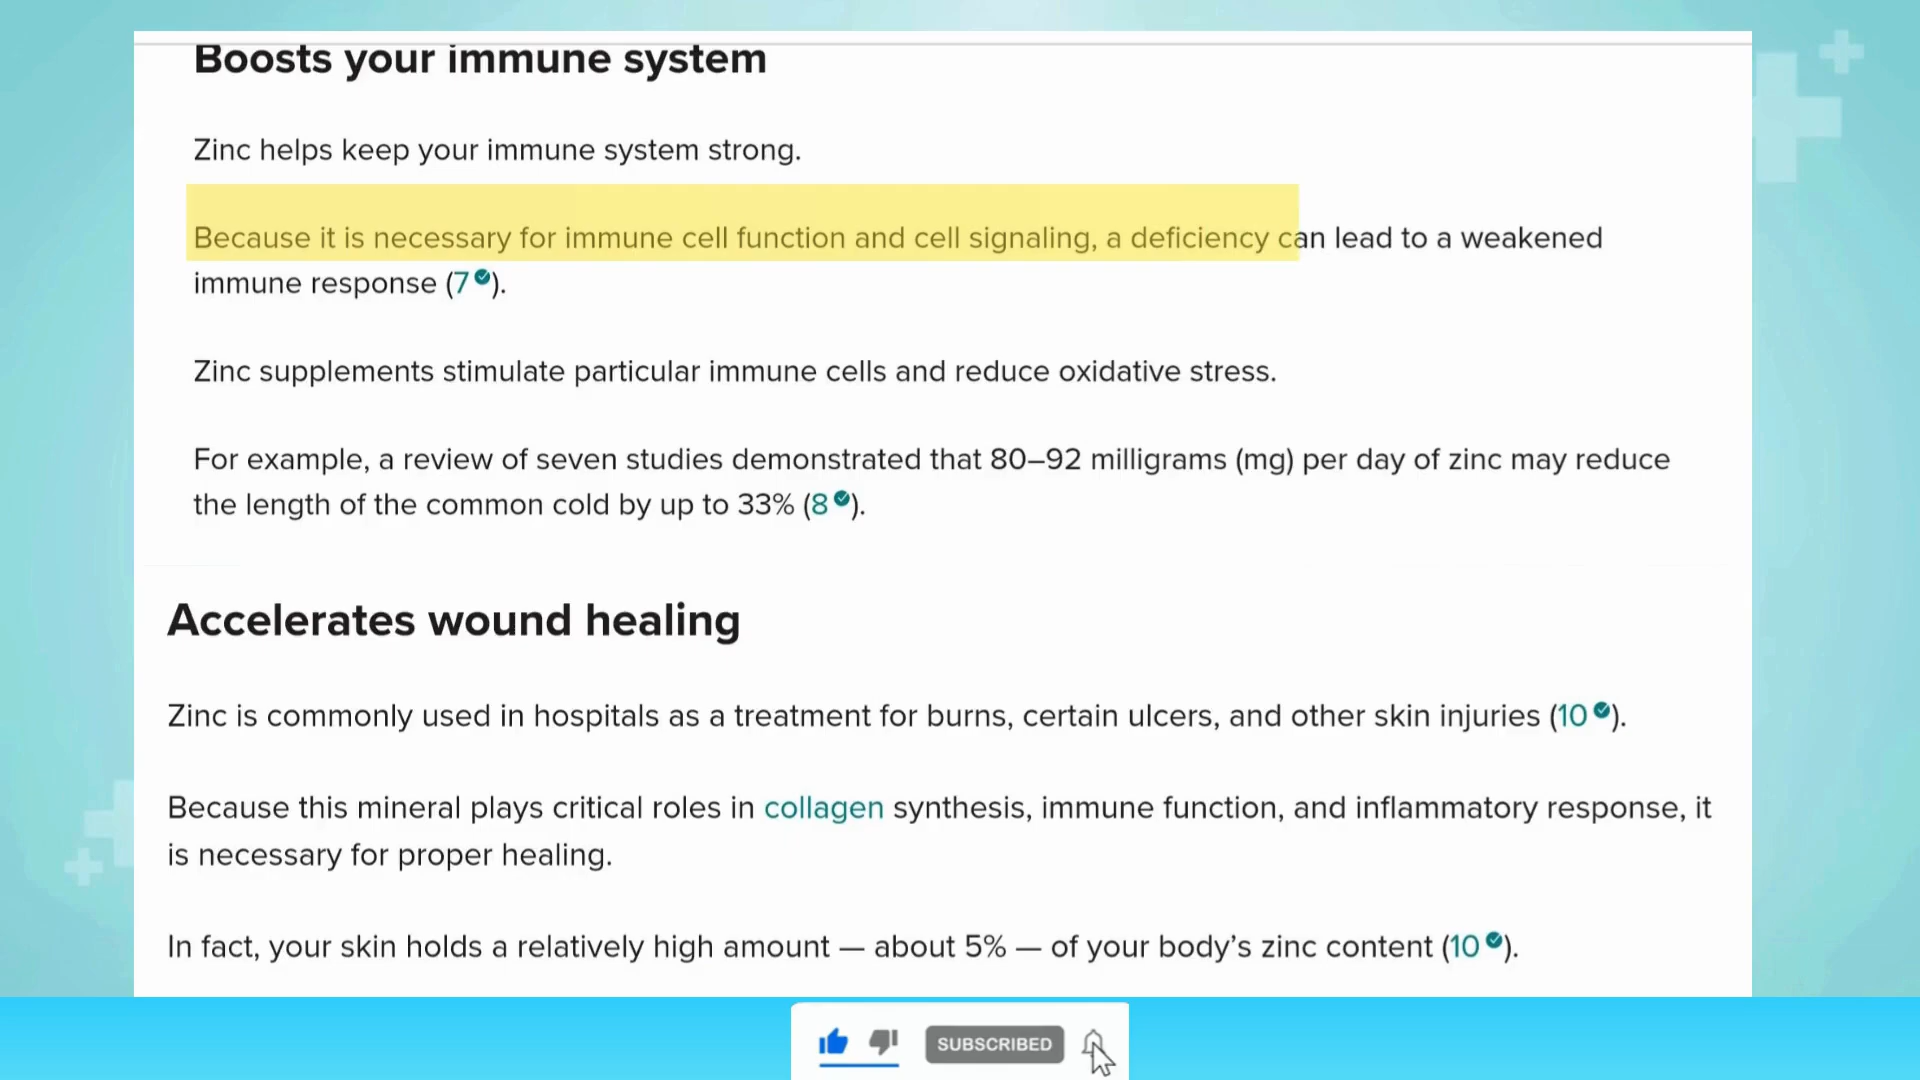 Boosts your immune system
Zinc helps keep your immune system strong.
Because it is necessary for immune cell function and cell signaling, a deficiency can lead to a weakened
immune response (7).
Zinc supplements stimulate particular immune cells and reduce oxidative stress.
For example, a review of seven studies demonstrated that 80–92 milligrams (mg) per day of zinc may reduce
the length of the common cold by up to 33% (8).
Accelerates wound healing
Zinc is commonly used in hospitals as a treatment for burns, certain ulcers, and other skin injuries (10).
Because this mineral plays critical roles in collagen synthesis, immune function, and inflammatory response, it
is necessary for proper healing.
In fact, your skin holds a relatively high amount — about 5% — of your body’s zinc content (10).
SUBSCRIBED